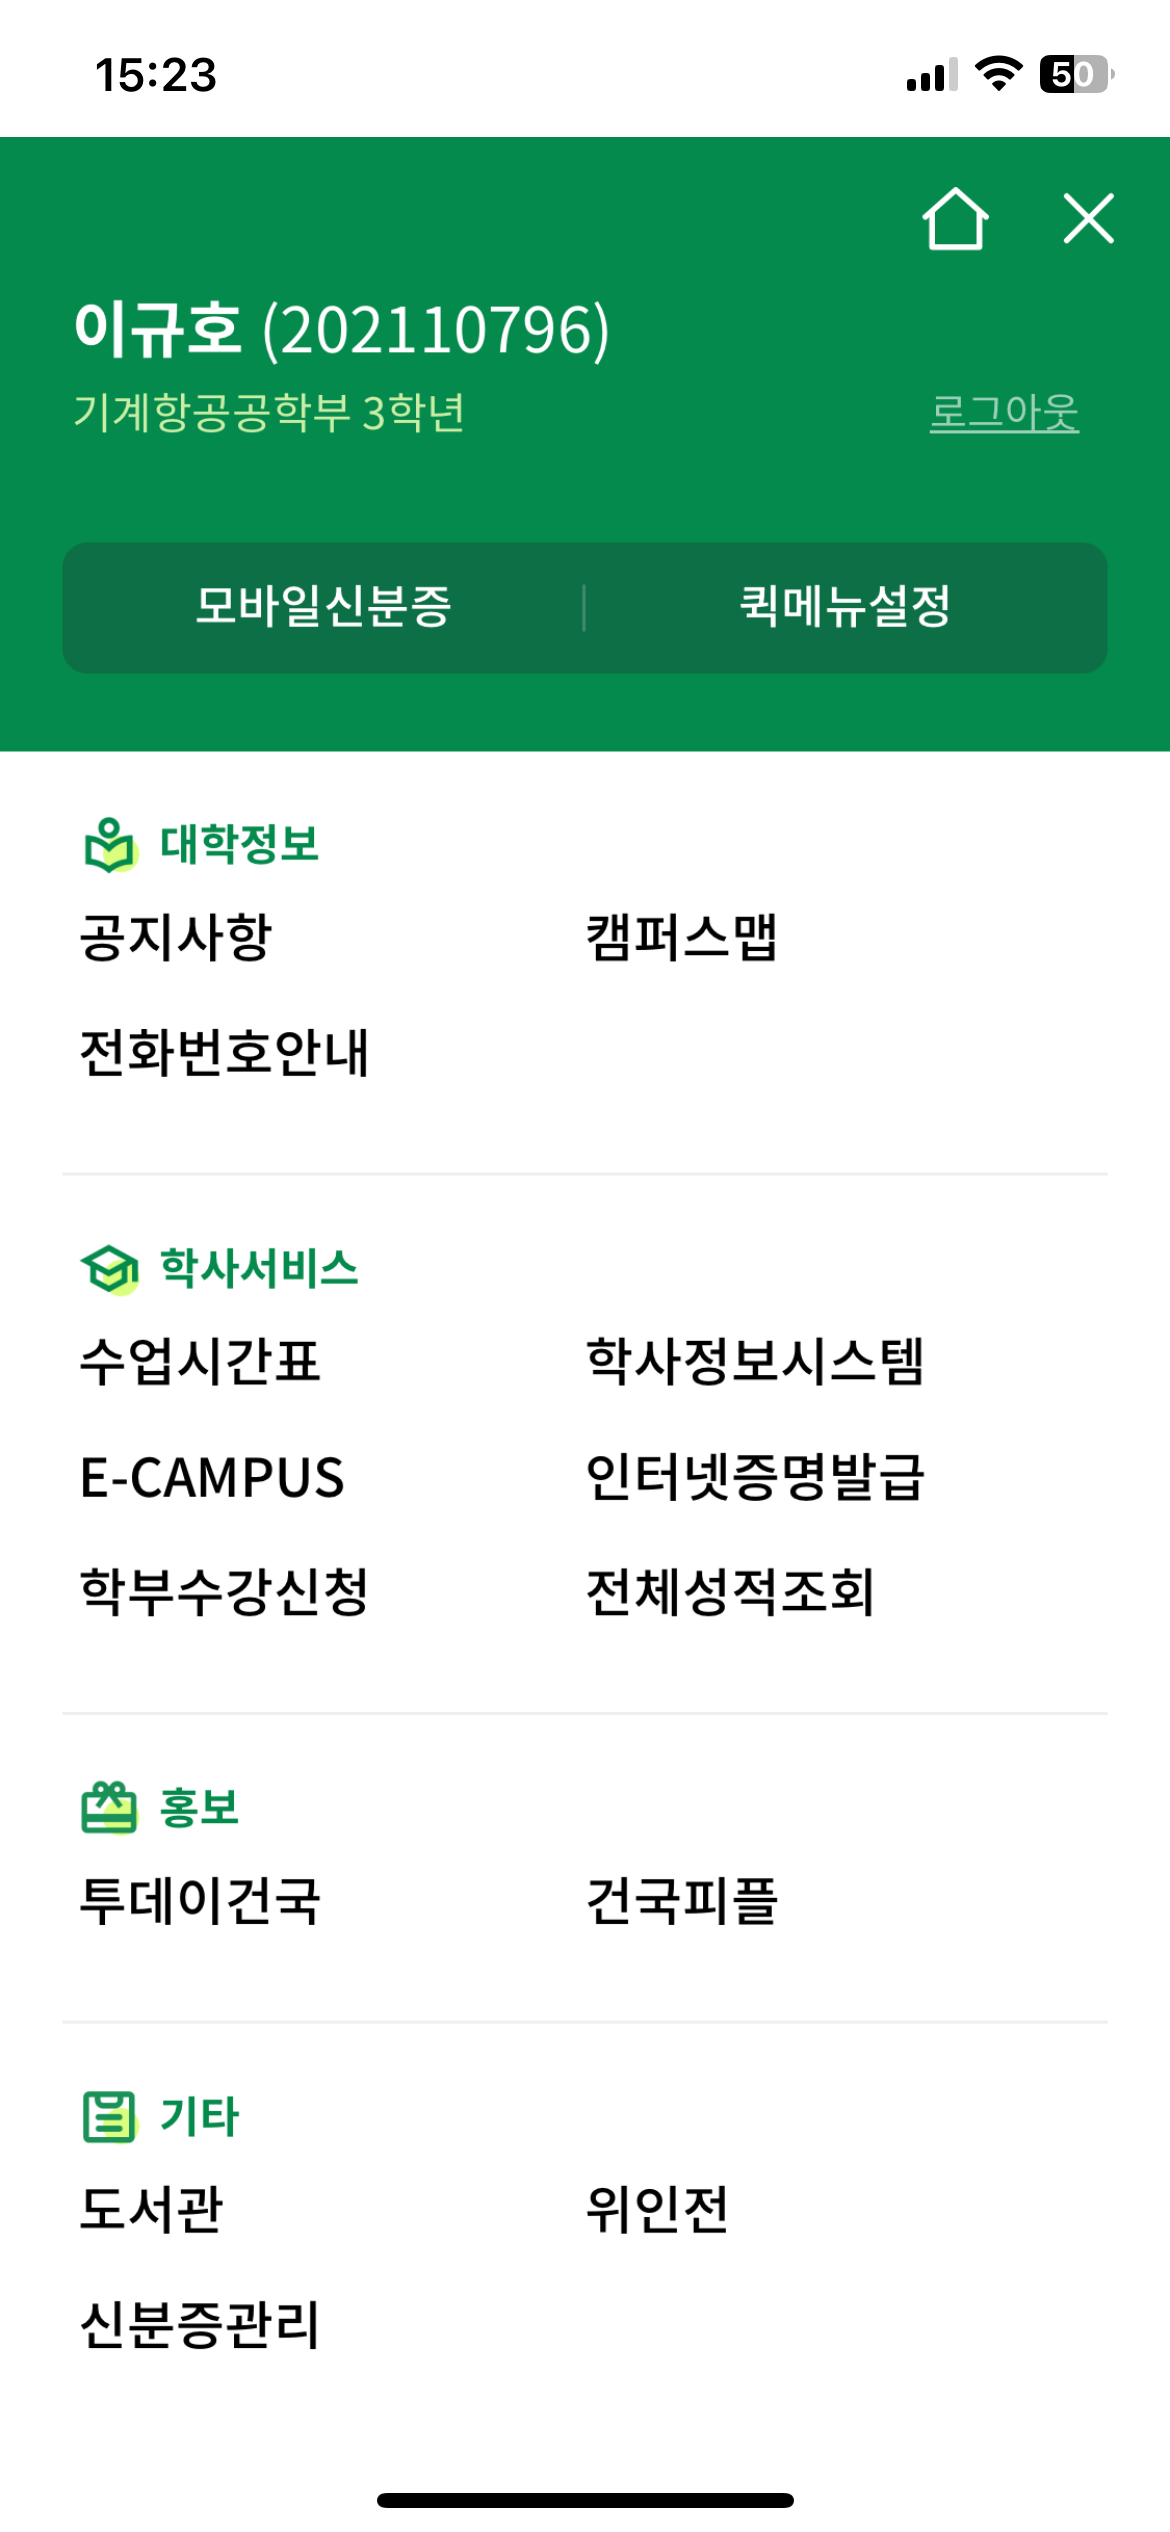 15:23
50
이규호 (202110796)
기계항공공학부 3학년
로그아웃
모바일신분증 퀵메뉴설정
대학정보
공지사항 캠퍼스맵
전화번호안내
학사서비스
수업시간표 학사정보시스템
E-CAMPUS 인터넷증명발급
학부수강신청 전체성적조회
홍보
투데이건국 건국피플
기타
도서관 위인전
신분증관리